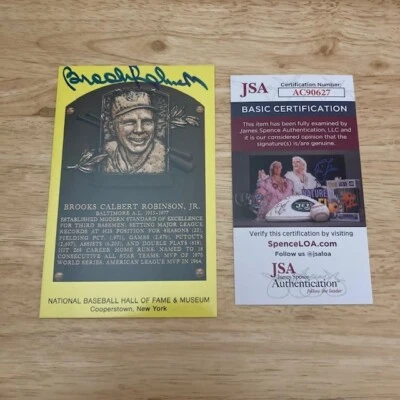 Brooks Robinson
BROOKS CALBERT ROBINSON, JR.
BALTIMORE A.L. 1955-1977
ESTABLISHED MODERN STANDARD OF EXCELLENCE
FOR THIRD BASEMEN. SETTING MAJOR LEAGUE
RECORDS AT HIS POSITION FOR SEASONS (23),
FIELDING PCT. (.971), GAMES (2,870), PUTOUTS
(2,697), ASSISTS (6,205), AND DOUBLE PLAYS (618).
HIT 268 CAREER HOME RUNS. NAMED TO 18
CONSECUTIVE ALL STAR TEAMS. MVP OF 1970
WORLD SERIES; AMERICAN LEAGUE MVP IN 1964.
NATIONAL BASEBALL HALL OF FAME & MUSEUM
Cooperstown, New York
JSA
Certification Number:
AC90627
BASIC CERTIFICATION
This item has been fully examined by
James Spence Authentication, LLC and
it is our considered opinion that the
signature(s) is/are genuine.
Verify this certification by visiting
SpenceLOA.com
Follow us @jsaloa
JSA
James Spence
Authentication